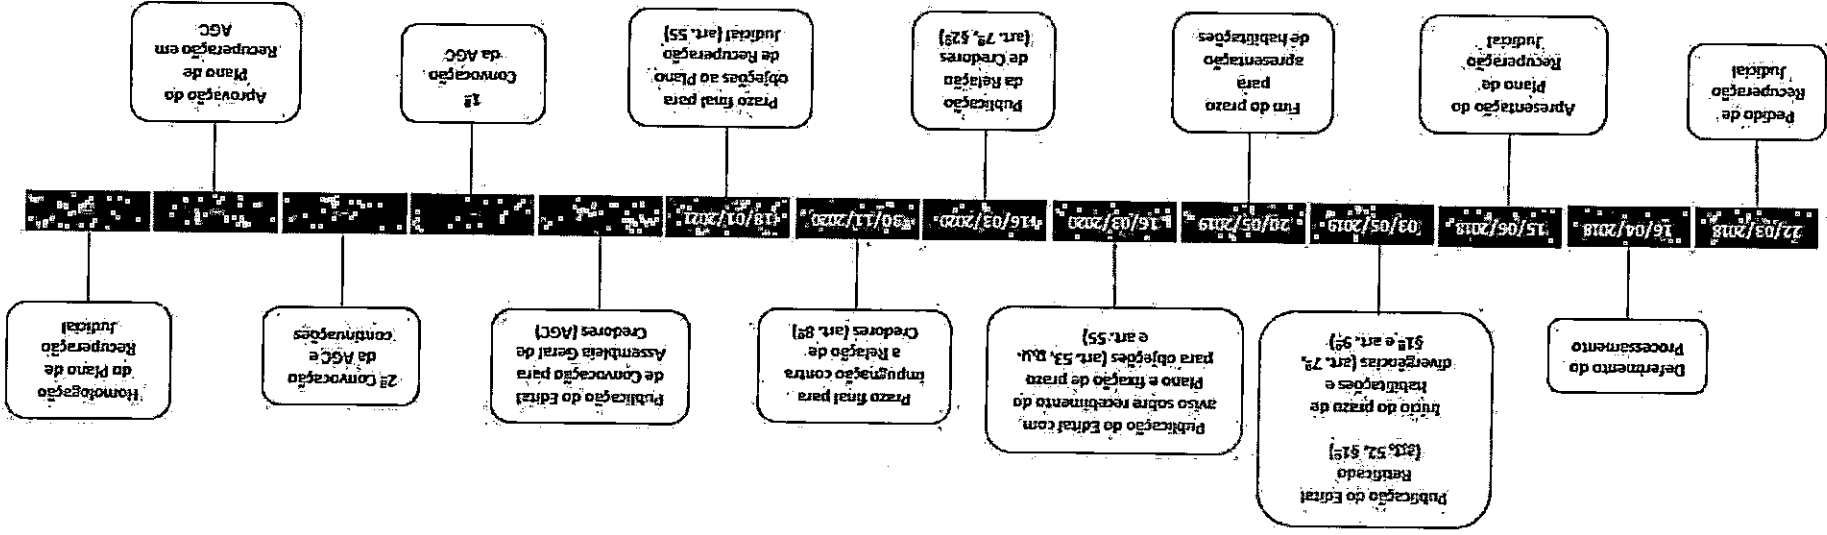 Deferimento do
Processamento
Publicação do Edital
Retificado
(art. 52, §1º)
Início do prazo de
habilitações e
divergências (art. 7º,
§1º e art. 9º)
Publicação do Edital com
aviso sobre recebimento do
Plano e fixação de prazo
para objeções (art. 53, p.u.
e art. 55)
Prazo final para
impugnação contra
a Relação de
Credores (art. 8º)
Publicação do Edital
de Convocação para
Assembleia Geral de
Credores (AGC)
2ª Convocação
da AGC e
continuações
Homologação
do Plano de
Recuperação
Judicial
22/03/2018
16/04/2018
15/06/2018
03/05/2019
20/05/2019
16/03/2020
16/03/2020
30/11/2020
18/01/2021
Pedido de
Recuperação
Judicial
Apresentação do
Plano de
Recuperação
Judicial
Fim do prazo
para
apresentação
de habilitações
Publicação
da Relação
de Credores
(art. 7º, §2º)
Prazo final para
objeções ao Plano
de Recuperação
Judicial (art. 55)
1ª
Convocação
da AGC
Aprovação do
Plano de
Recuperação em
AGC